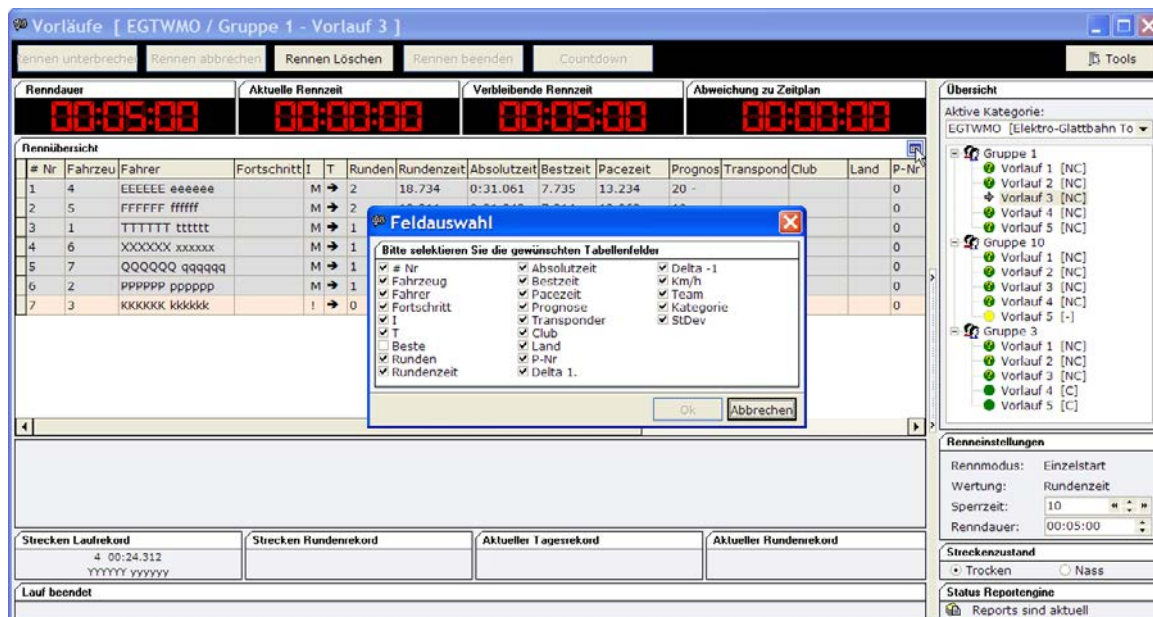 Vorläufe [ EGTWMO / Gruppe 1 - Vorlauf 3 ]
Rennen unterbrechen Rennen abbrechen Rennen Löschen Rennen beenden Countdown Tools
Renndauer Aktuelle Rennzeit Verbleibende Rennzeit Abweichung zu Zeitplan
00:05:00 00:00:00 00:05:00 00:00:00
Rennübersicht
# Nr Fahrzeu Fahrer Fortschritt I T Runden Rundenzeit Absolutzeit Bestzeit Pacezeit Prognos Transpond Club Land P-Nr
1 4 EEEEEE eeeeee M ➔ 2 18.734 0:31.061 7.735 13.234 20 - 0
2 5 FFFFFF ffffff M ➔ 2 0
3 1 TTTTTT tttttt M ➔ 1 0
4 6 XXXXXX xxxxxx M ➔ 1 0
5 7 QQQQQQ qqqqqq M ➔ 1 0
6 2 PPPPPP pppppp M ➔ 1 0
7 3 KKKKKK kkkkkk ! ➔ 0 0
Feldauswahl
Bitte selektieren Sie die gewünschten Tabellenfelder
# Nr Absolutzeit Delta -1
Fahrzeug Bestzeit Km/h
Fahrer Pacezeit Team
Fortschritt Prognose Kategorie
I Transponder StDev
T Club
Beste Land
Runden P-Nr
Rundenzeit Delta 1.
Ok Abbrechen
Strecken Laufrekord Strecken Rundenrekord Aktueller Tagesrekord Aktueller Rundenrekord
4 00:24.312
YYYYYY yyyyyy
Lauf beendet
Übersicht
Aktive Kategorie:
EGTWMO [Elektro-Glattbahn To
Gruppe 1
Vorlauf 1 [NC]
Vorlauf 2 [NC]
Vorlauf 3 [NC]
Vorlauf 4 [NC]
Vorlauf 5 [NC]
Gruppe 10
Vorlauf 1 [NC]
Vorlauf 2 [NC]
Vorlauf 3 [NC]
Vorlauf 4 [NC]
Vorlauf 5 [-]
Gruppe 3
Vorlauf 1 [NC]
Vorlauf 2 [NC]
Vorlauf 3 [NC]
Vorlauf 4 [C]
Vorlauf 5 [C]
Renneinstellungen
Rennmodus: Einzelstart
Wertung: Rundenzeit
Sperrzeit: 10
Renndauer: 00:05:00
Streckenzustand
Trocken Nass
Status Reportengine
Reports sind aktuell